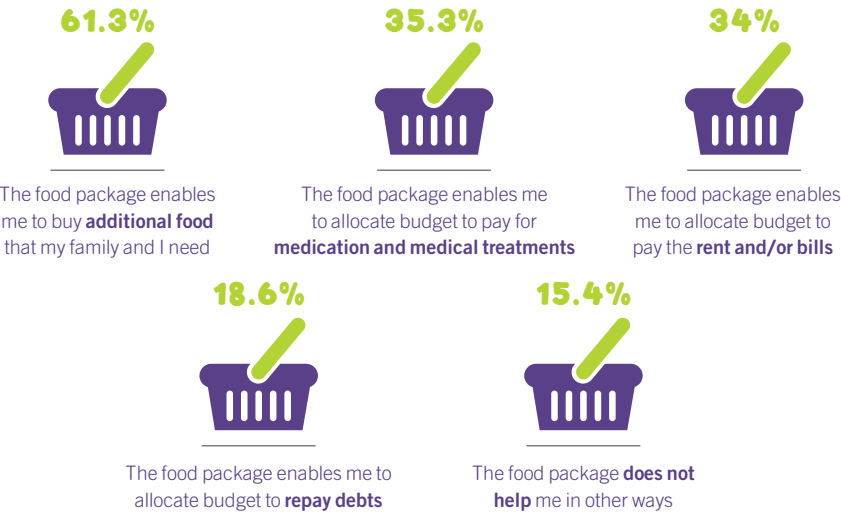 61.3%
The food package enables
me to buy additional food
that my family and I need
35.3%
The food package enables me
to allocate budget to pay for
medication and medical treatments
34%
The food package enables
me to allocate budget to
pay the rent and/or bills
18.6%
The food package enables me to
allocate budget to repay debts
15.4%
The food package does not
help me in other ways